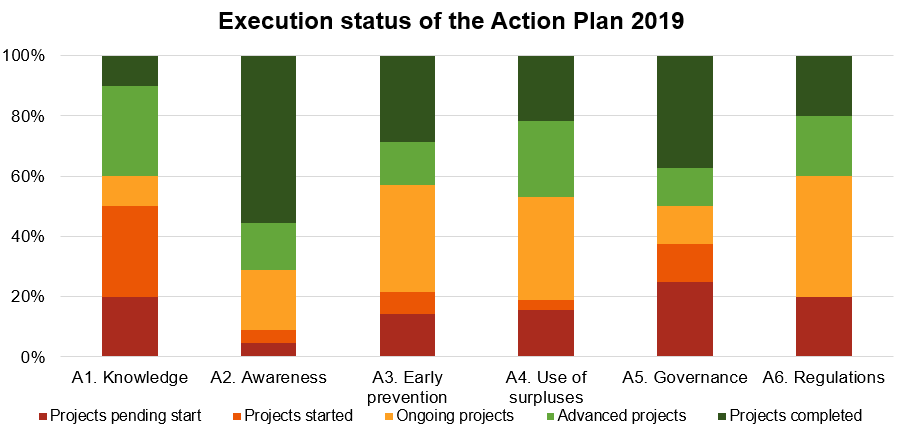 Execution status of the Action Plan 2019
100%
80%
60%
40%
20%
0%
A1. Knowledge
A2. Awareness
A3. Early
prevention
A4. Use of
surpluses
A5. Governance
A6. Regulations
Projects pending start
Projects started
Ongoing projects
Advanced projects
Projects completed